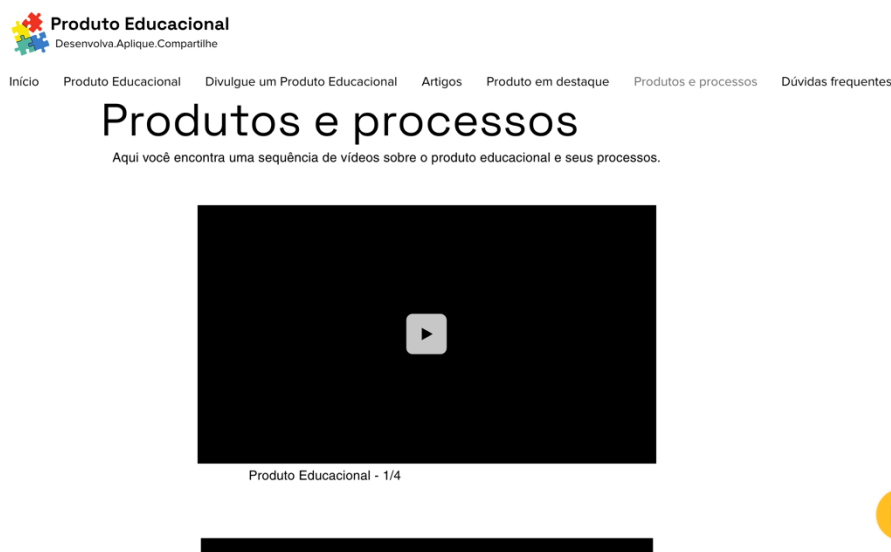 Produto Educacional
Desenvolva.Aplique.Compartilhe
Início Produto Educacional Divulgue um Produto Educacional Artigos Produto em destaque Produtos e processos Dúvidas frequentes
Produtos e processos
Aqui você encontra uma sequência de vídeos sobre o produto educacional e seus processos.
Produto Educacional - 1/4